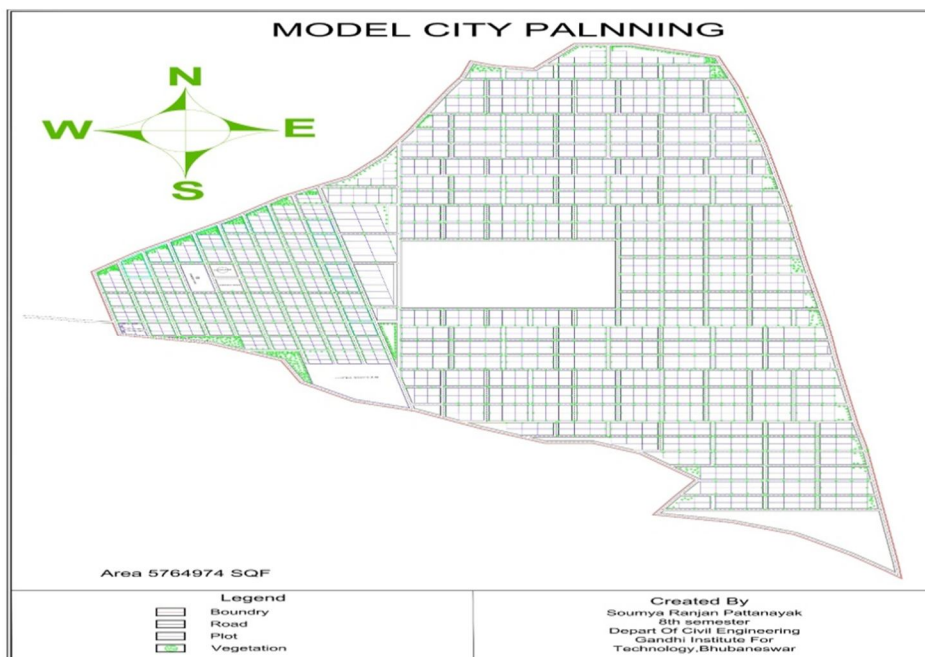 MODEL CITY PALNNING
N
W E
S
Area 5764974 SQF
Legend
Boundry
Road
Plot
Vegetation
Created By
Soumya Ranjan Pattanayak
8th semester
Depart Of Civil Engineering
Gandhi Institute For
Technology,Bhubaneswar